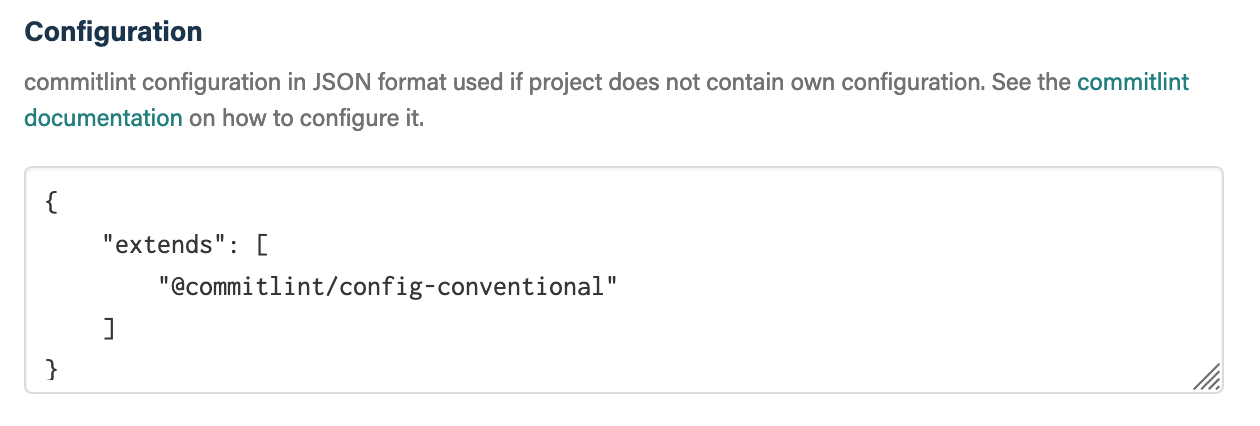 Configuration
commitlint configuration in JSON format used if project does not contain own configuration. See the commitlint
documentation on how to configure it.
{
    "extends": [
        "@commitlint/config-conventional"
    ]
}